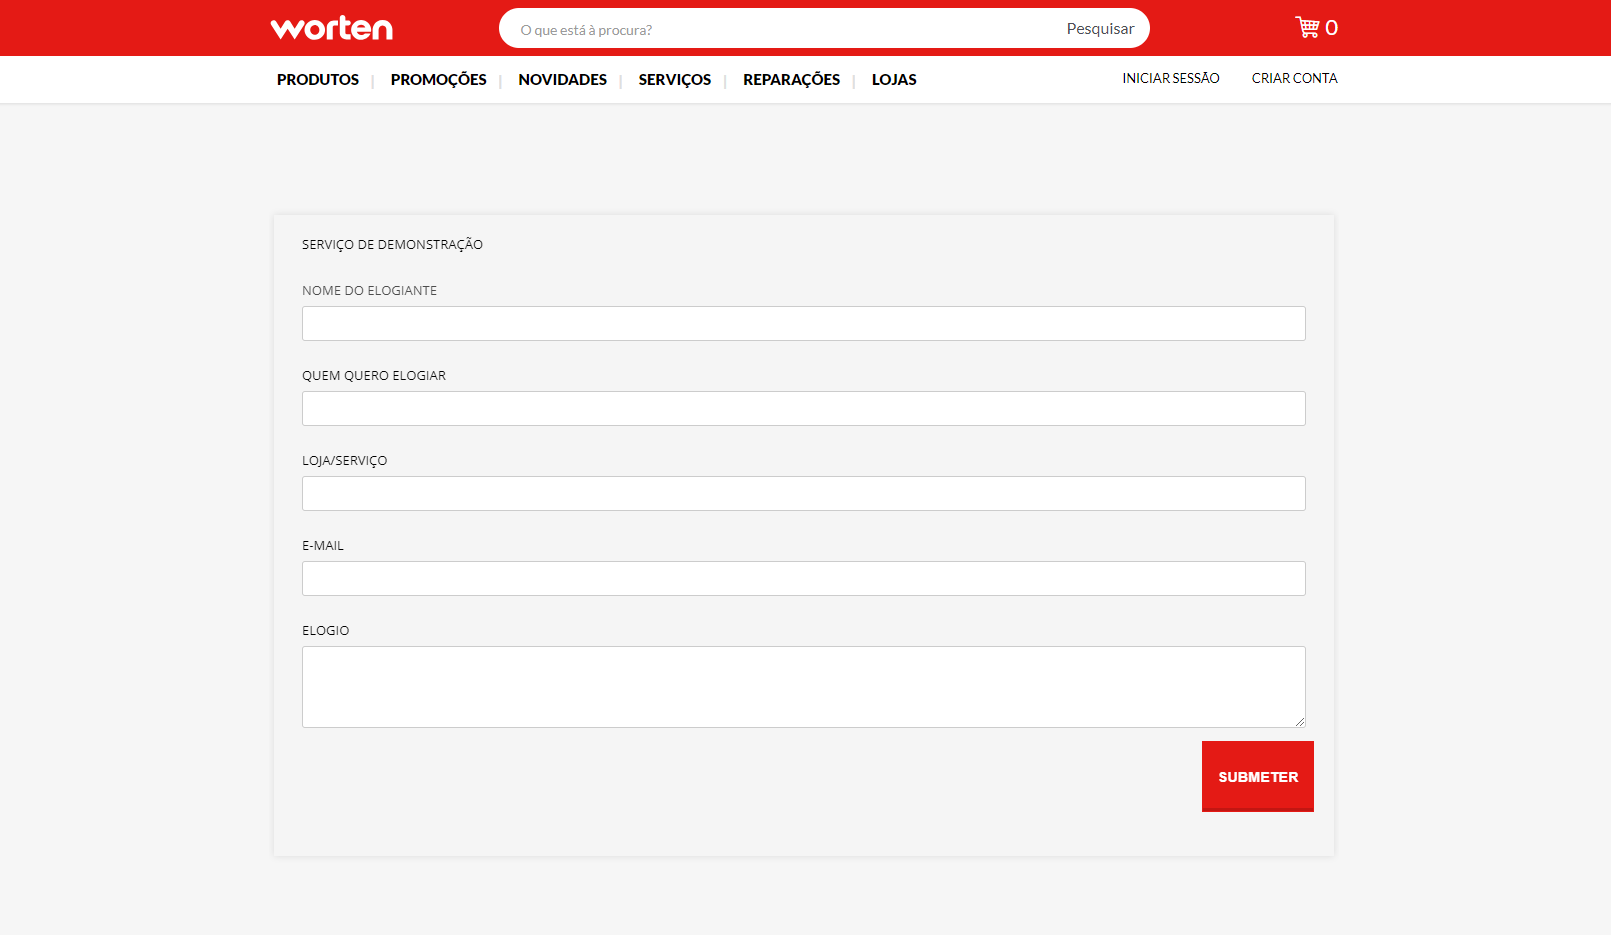 worten
O que está à procura?
Pesquisar
0
PRODUTOS | PROMOÇÕES | NOVIDADES | SERVIÇOS | REPARAÇÕES | LOJAS
INICIAR SESSÃO
CRIAR CONTA
SERVIÇO DE DEMONSTRAÇÃO
NOME DO ELOGIANTE
QUEM QUERO ELOGIAR
LOJA/SERVIÇO
E-MAIL
ELOGIO
SUBMETER